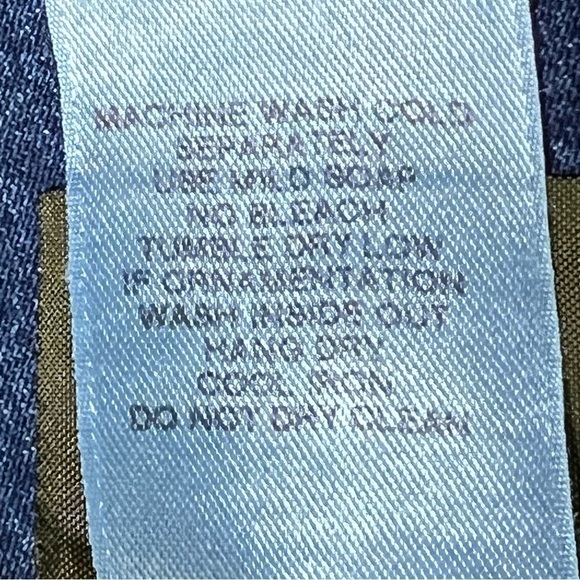 MACHINE WASH COLD
SEPARATELY
USE MILD SOAP
NO BLEACH
TUMBLE DRY LOW
IF ORNAMENTATION
WASH INSIDE OUT
HANG DRY
COOL IRON
DO NOT DRY CLEAN